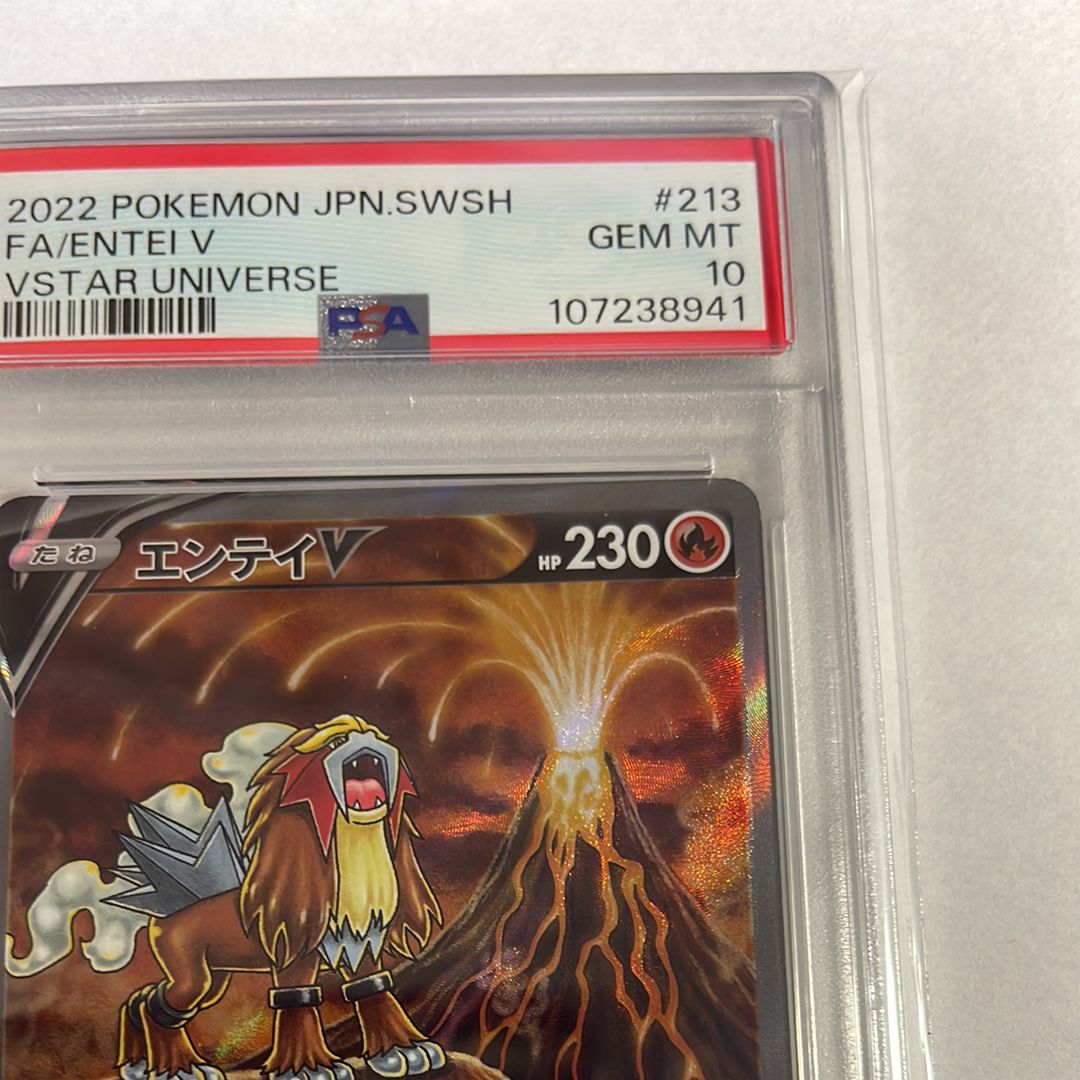 2022 POKEMON JPN.SWSH #213
FA/ENTEI V GEM MT
VSTAR UNIVERSE 10
PSA 107238941
たね エンテイV HP 230